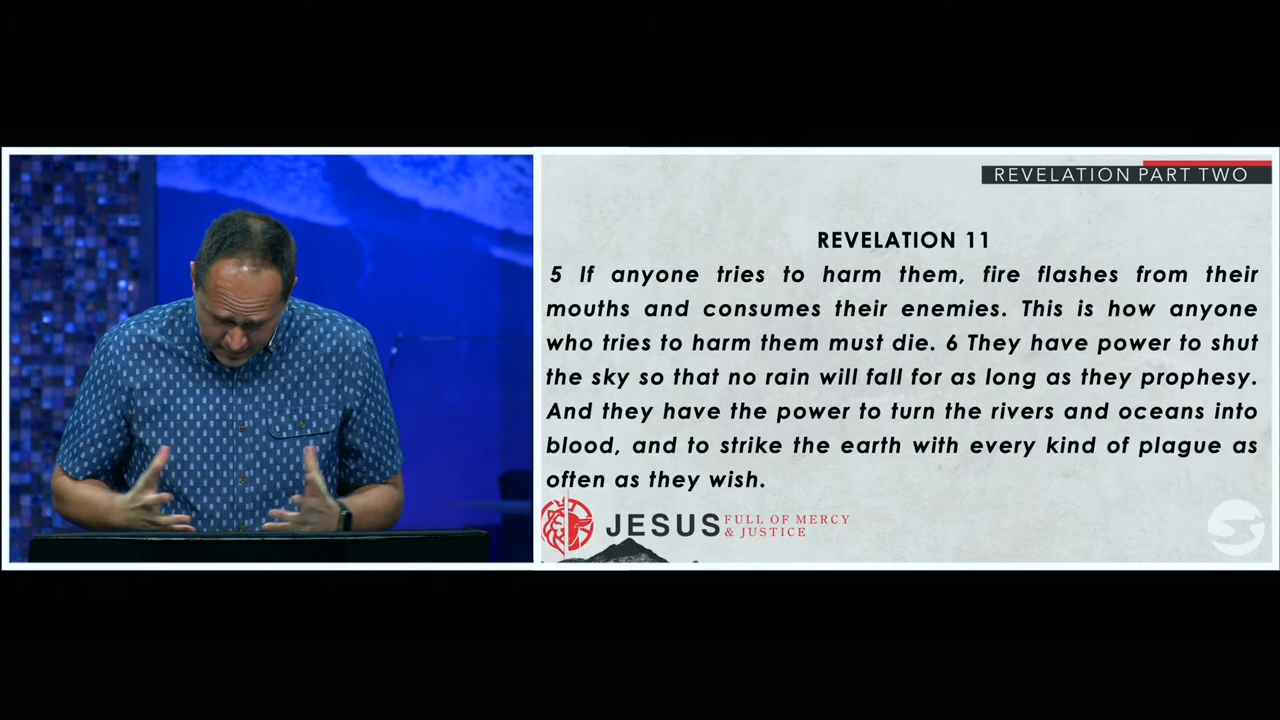 REVELATION PART TWO
REVELATION 11
5 If anyone tries to harm them, fire flashes from their
mouths and consumes their enemies. This is how anyone
who tries to harm them must die. 6 They have power to shut
the sky so that no rain will fall for as long as they prophesy.
And they have the power to turn the rivers and oceans into
blood, and to strike the earth with every kind of plague as
often as they wish.
JESUS FULL OF MERCY
& JUSTICE